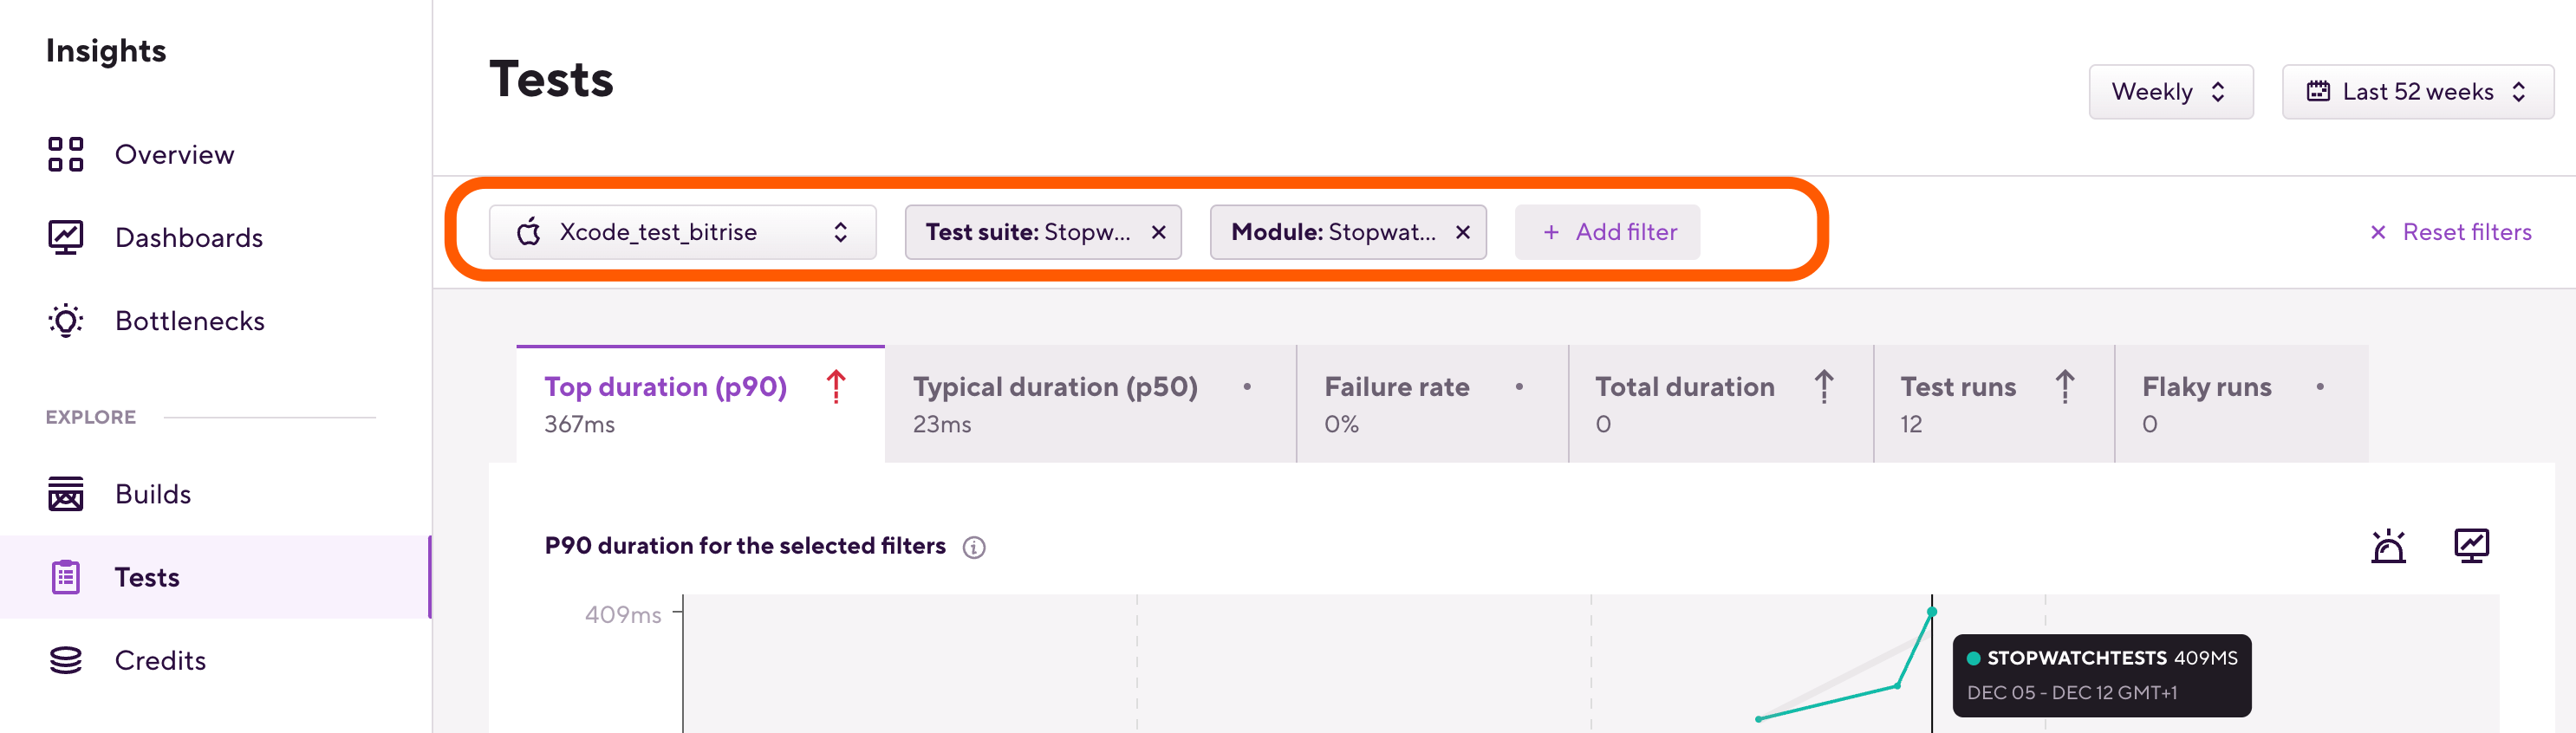 Insights
Overview
Dashboards
Bottlenecks
EXPLORE
Builds
Tests
Credits
Tests
Weekly
Last 52 weeks
Xcode_test_bitrise
Test suite: Stopw... ×
Module: Stopwat... ×
+ Add filter
× Reset filters
Top duration (p90)
367ms
Typical duration (p50)
23ms
Failure rate
0%
Total duration
0
Test runs
12
Flaky runs
0
P90 duration for the selected filters
409ms
STOPWATCHTESTS 409MS
DEC 05 - DEC 12 GMT+1